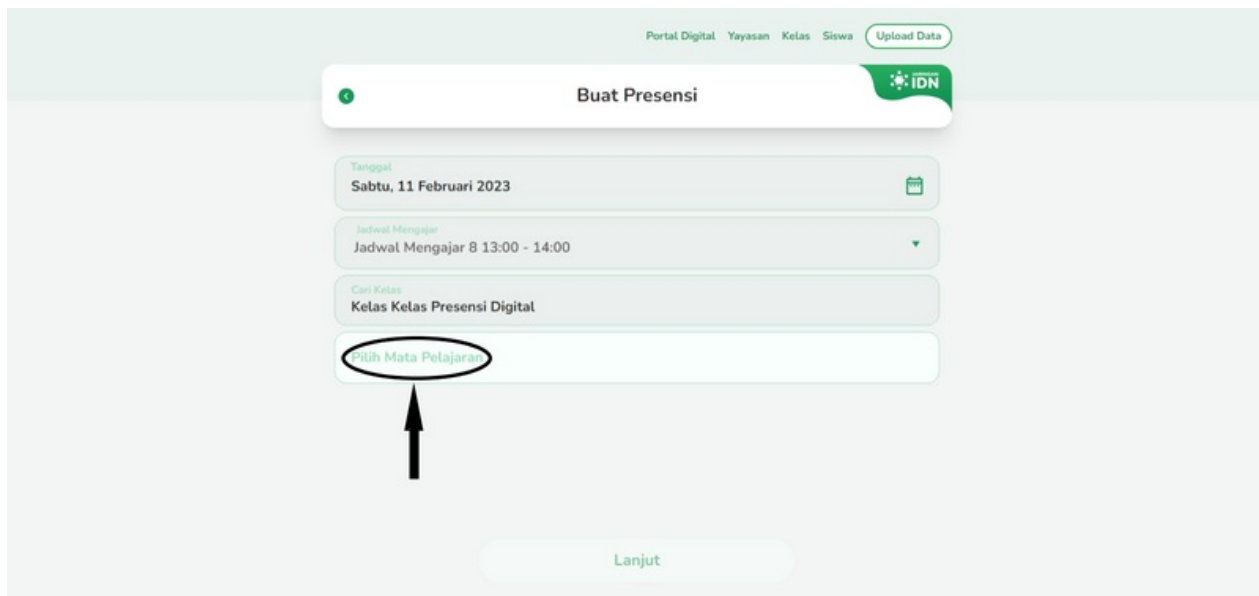 Portal Digital Yayasan Kelas Siswa Upload Data
Buat Presensi
JARINGAN
IDN
Tanggal
Sabtu, 11 Februari 2023
Jadwal Mengajar
Jadwal Mengajar 8 13:00 - 14:00
Cari Kelas
Kelas Kelas Presensi Digital
Pilih Mata Pelajaran
Lanjut